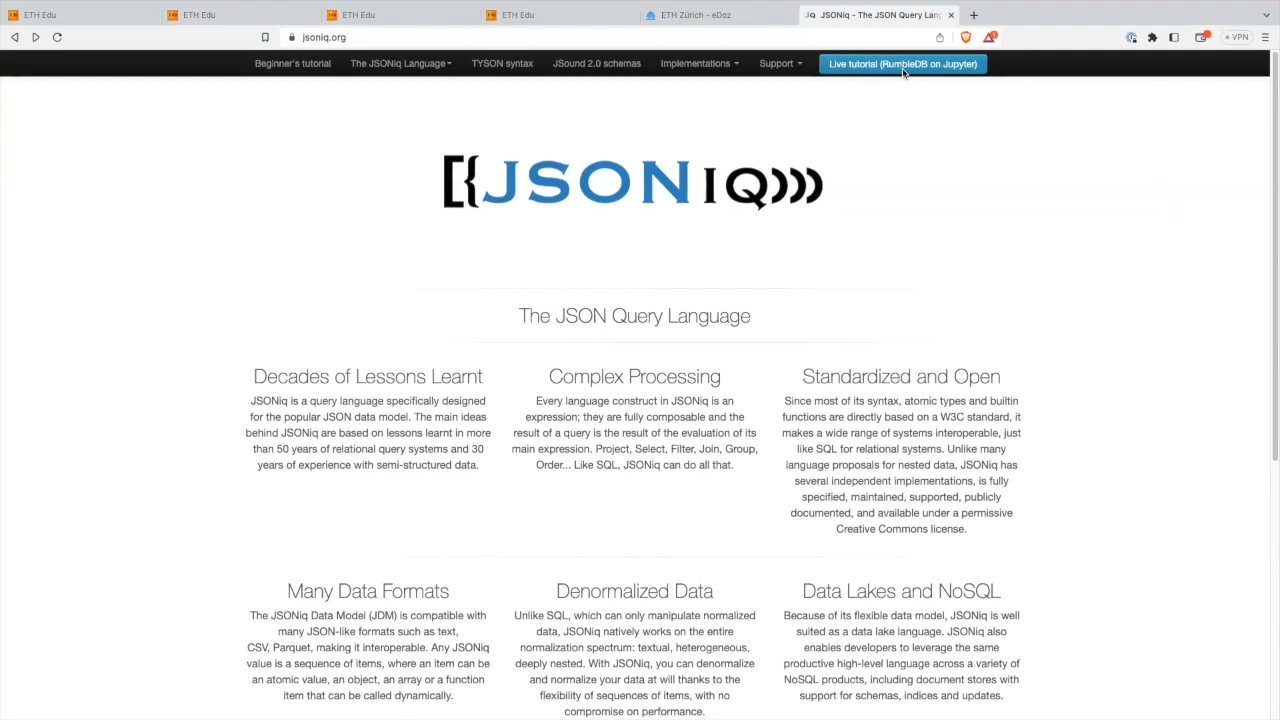 ETH Edu
ETH Edu
ETH Edu
ETH Edu
ETH Zürich - eDoz
JSONiq - The JSON Query Lang
jsoniq.org
VPN
Beginner's tutorial
The JSONiq Language
TYSON syntax
JSound 2.0 schemas
Implementations
Support
Live tutorial (RumbleDB on Jupyter)
[{JSONIQ)))
The JSON Query Language
Decades of Lessons Learnt
JSONiq is a query language specifically designed
for the popular JSON data model. The main ideas
behind JSONiq are based on lessons learnt in more
than 50 years of relational query systems and 30
years of experience with semi-structured data.
Complex Processing
Every language construct in JSONiq is an
expression; they are fully composable and the
result of a query is the result of the evaluation of its
main expression. Project, Select, Filter, Join, Group,
Order... Like SQL, JSONiq can do all that.
Standardized and Open
Since most of its syntax, atomic types and builtin
functions are directly based on a W3C standard, it
makes a wide range of systems interoperable, just
like SQL for relational systems. Unlike many
language proposals for nested data, JSONiq has
several independent implementations, is fully
specified, maintained, supported, publicly
documented, and available under a permissive
Creative Commons license.
Many Data Formats
The JSONiq Data Model (JDM) is compatible with
many JSON-like formats such as text,
CSV, Parquet, making it interoperable. Any JSONiq
value is a sequence of items, where an item can be
an atomic value, an object, an array or a function
item that can be called dynamically.
Denormalized Data
Unlike SQL, which can only manipulate normalized
data, JSONiq natively works on the entire
normalization spectrum: textual, heterogeneous,
deeply nested. With JSONiq, you can denormalize
and normalize your data at will thanks to the
flexibility of sequences of items, with no
compromise on performance.
Data Lakes and NoSQL
Because of its flexible data model, JSONiq is well
suited as a data lake language. JSONiq also
enables developers to leverage the same
productive high-level language across a variety of
NoSQL products, including document stores with
support for schemas, indices and updates.